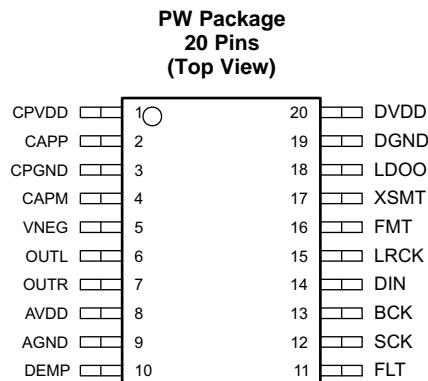 PW Package
20 Pins
(Top View)
CPVDD 1 20 DVDD
CAPP 2 19 DGND
CPGND 3 18 LDOO
CAPM 4 17 XSMT
VNEG 5 16 FMT
OUTL 6 15 LRCK
OUTR 7 14 DIN
AVDD 8 13 BCK
AGND 9 12 SCK
DEMP 10 11 FLT